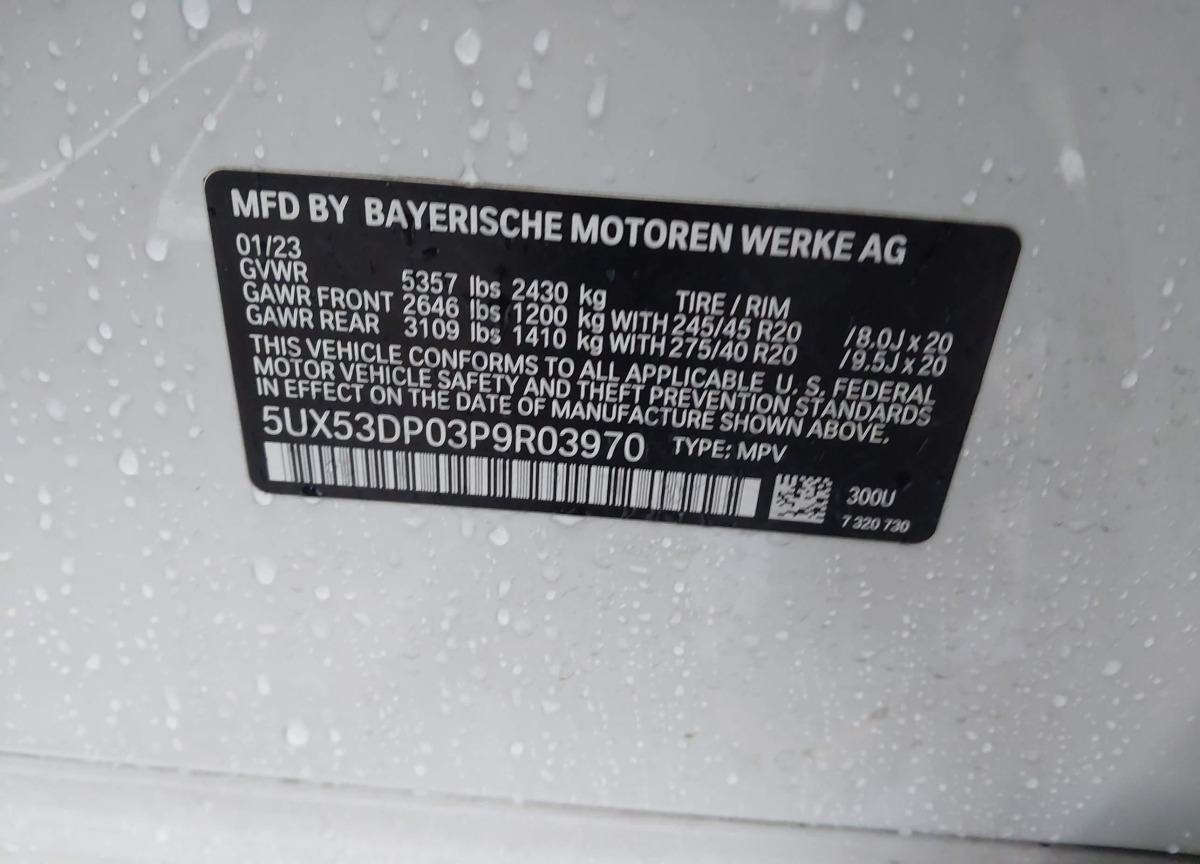 MFD BY BAYERISCHE MOTOREN WERKE AG
01/23
GVWR 5357 lbs 2430 kg TIRE / RIM
GAWR FRONT 2646 lbs 1200 kg WITH 245/45 R20 /8.0J x 20
GAWR REAR 3109 lbs 1410 kg WITH 275/40 R20 /9.5J x 20
THIS VEHICLE CONFORMS TO ALL APPLICABLE U. S. FEDERAL
MOTOR VEHICLE SAFETY AND THEFT PREVENTION STANDARDS
IN EFFECT ON THE DATE OF MANUFACTURE SHOWN ABOVE.
5UX53DP03P9R03970 TYPE: MPV
300U
7 320 730